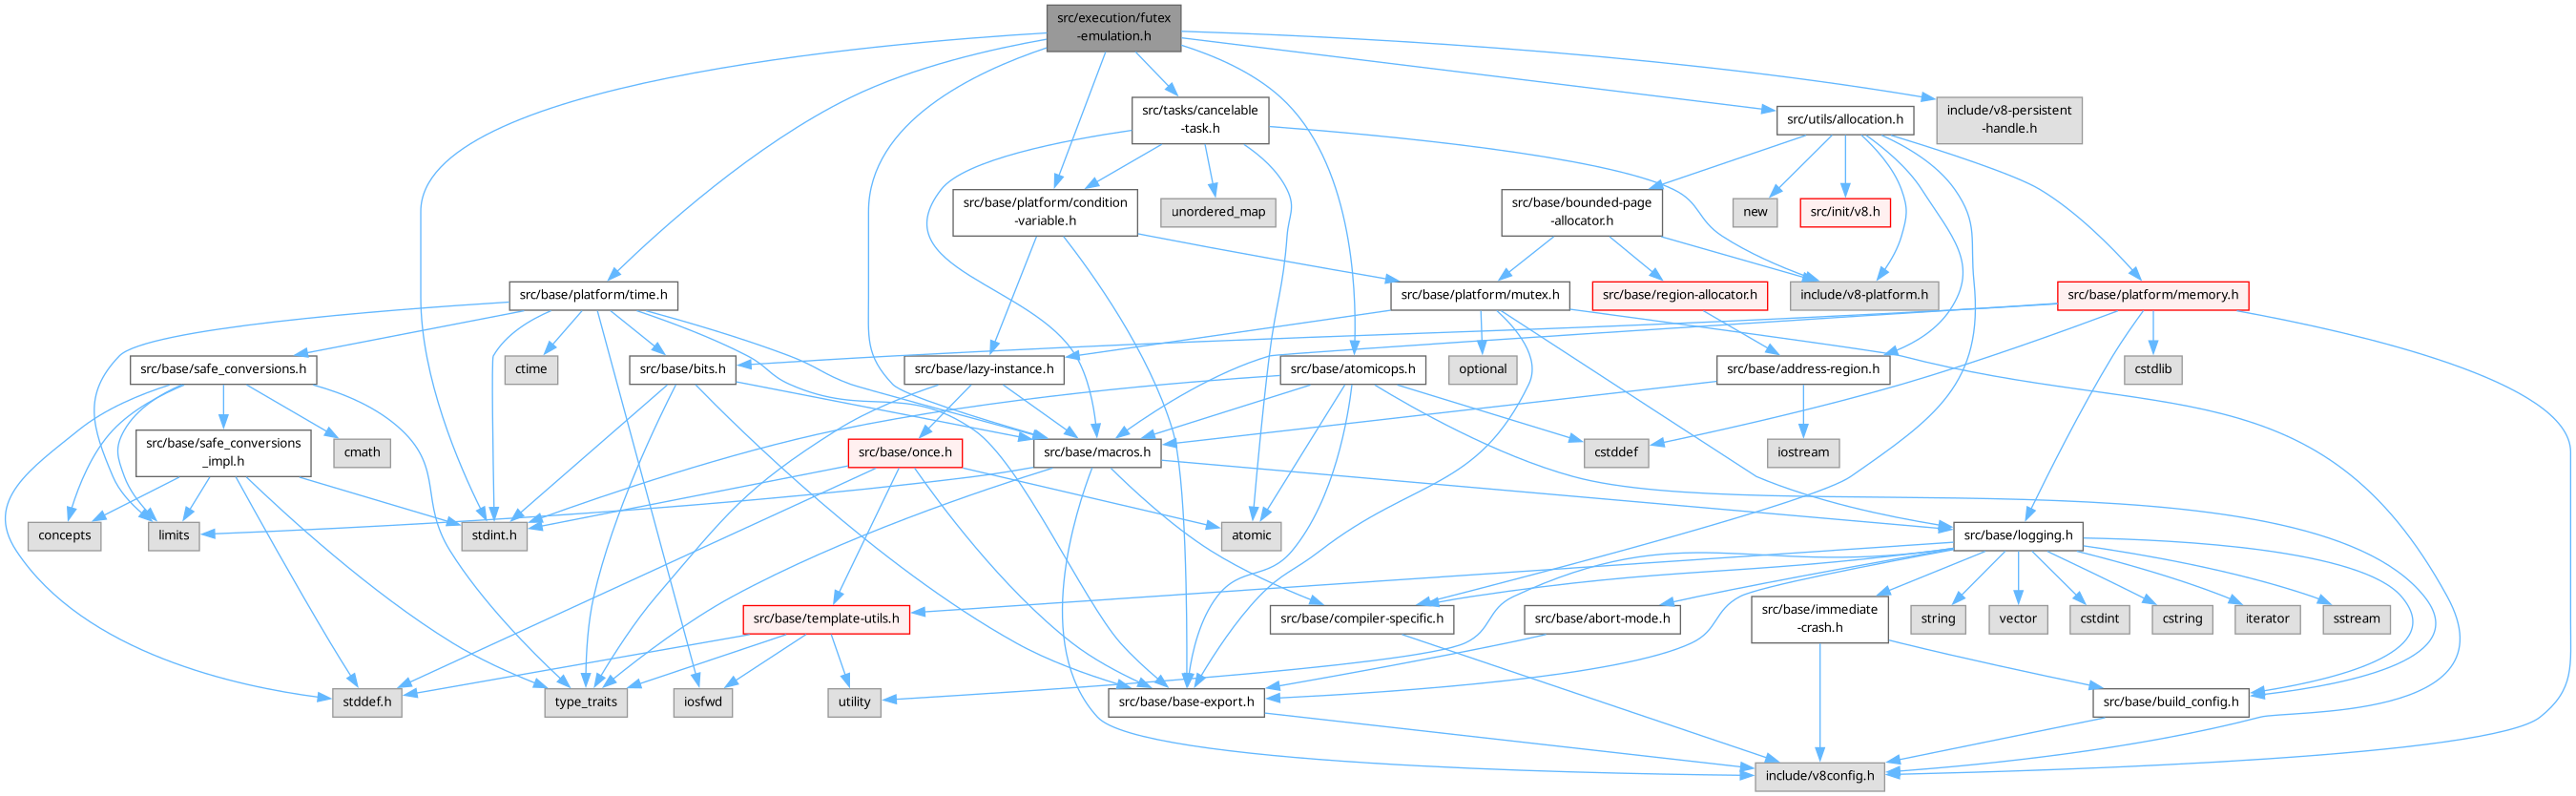 src/execution/futex
-emulation.h
src/tasks/cancelable
-task.h
src/utils/allocation.h
include/v8-persistent
-handle.h
src/base/platform/condition
-variable.h
unordered_map
src/base/bounded-page
-allocator.h
new
src/init/v8.h
src/base/platform/time.h
src/base/platform/mutex.h
src/base/region-allocator.h
include/v8-platform.h
src/base/platform/memory.h
src/base/safe_conversions.h
ctime
src/base/bits.h
src/base/lazy-instance.h
optional
src/base/atomicops.h
src/base/address-region.h
cstdlib
src/base/safe_conversions
_impl.h
cmath
src/base/once.h
src/base/macros.h
cstddef
iostream
concepts
limits
stdint.h
atomic
src/base/logging.h
src/base/template-utils.h
src/base/compiler-specific.h
src/base/abort-mode.h
src/base/immediate
-crash.h
string
vector
cstdint
cstring
iterator
sstream
stddef.h
type_traits
iosfwd
utility
src/base/base-export.h
src/base/build_config.h
include/v8config.h